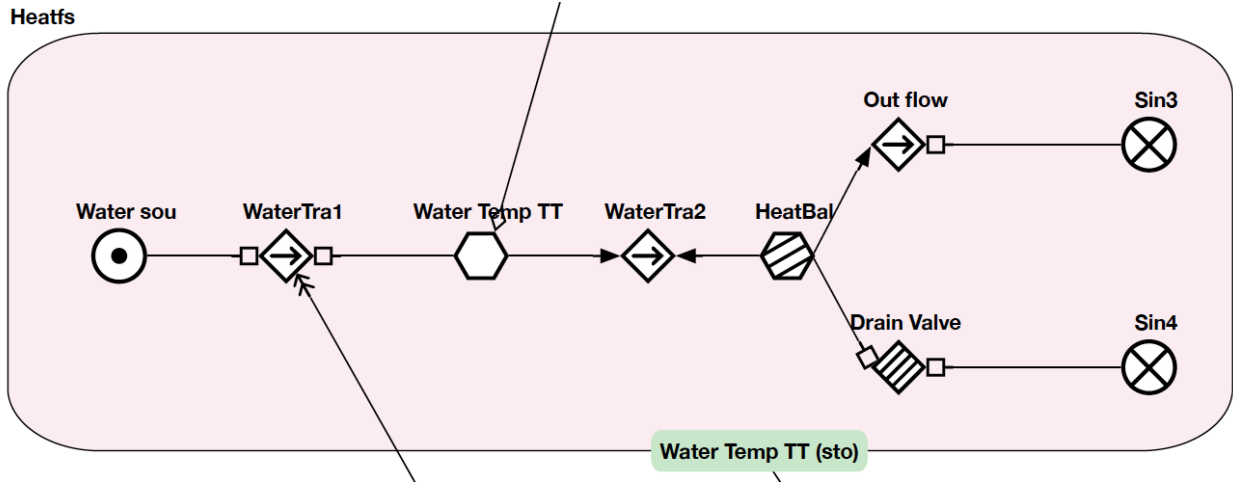 Heatfs
Out flow
Sin3
Water sou
WaterTra1
Water Temp TT
WaterTra2
HeatBal
Drain Valve
Sin4
Water Temp TT (sto)